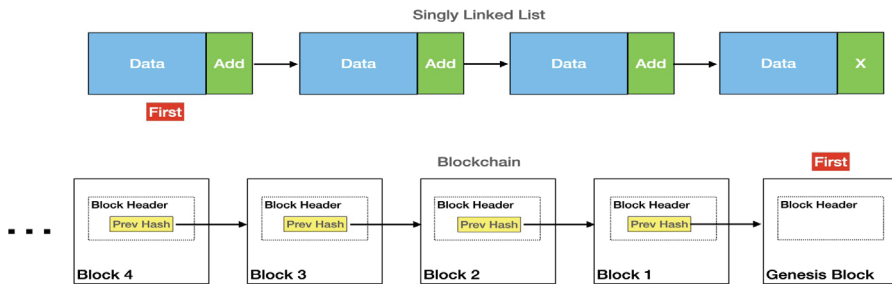 Singly Linked List
Data Add Data Add Data Add Data X
First
Blockchain First
Block Header Block Header Block Header Block Header Block Header
Prev Hash Prev Hash Prev Hash Prev Hash
...
Block 4 Block 3 Block 2 Block 1 Genesis Block